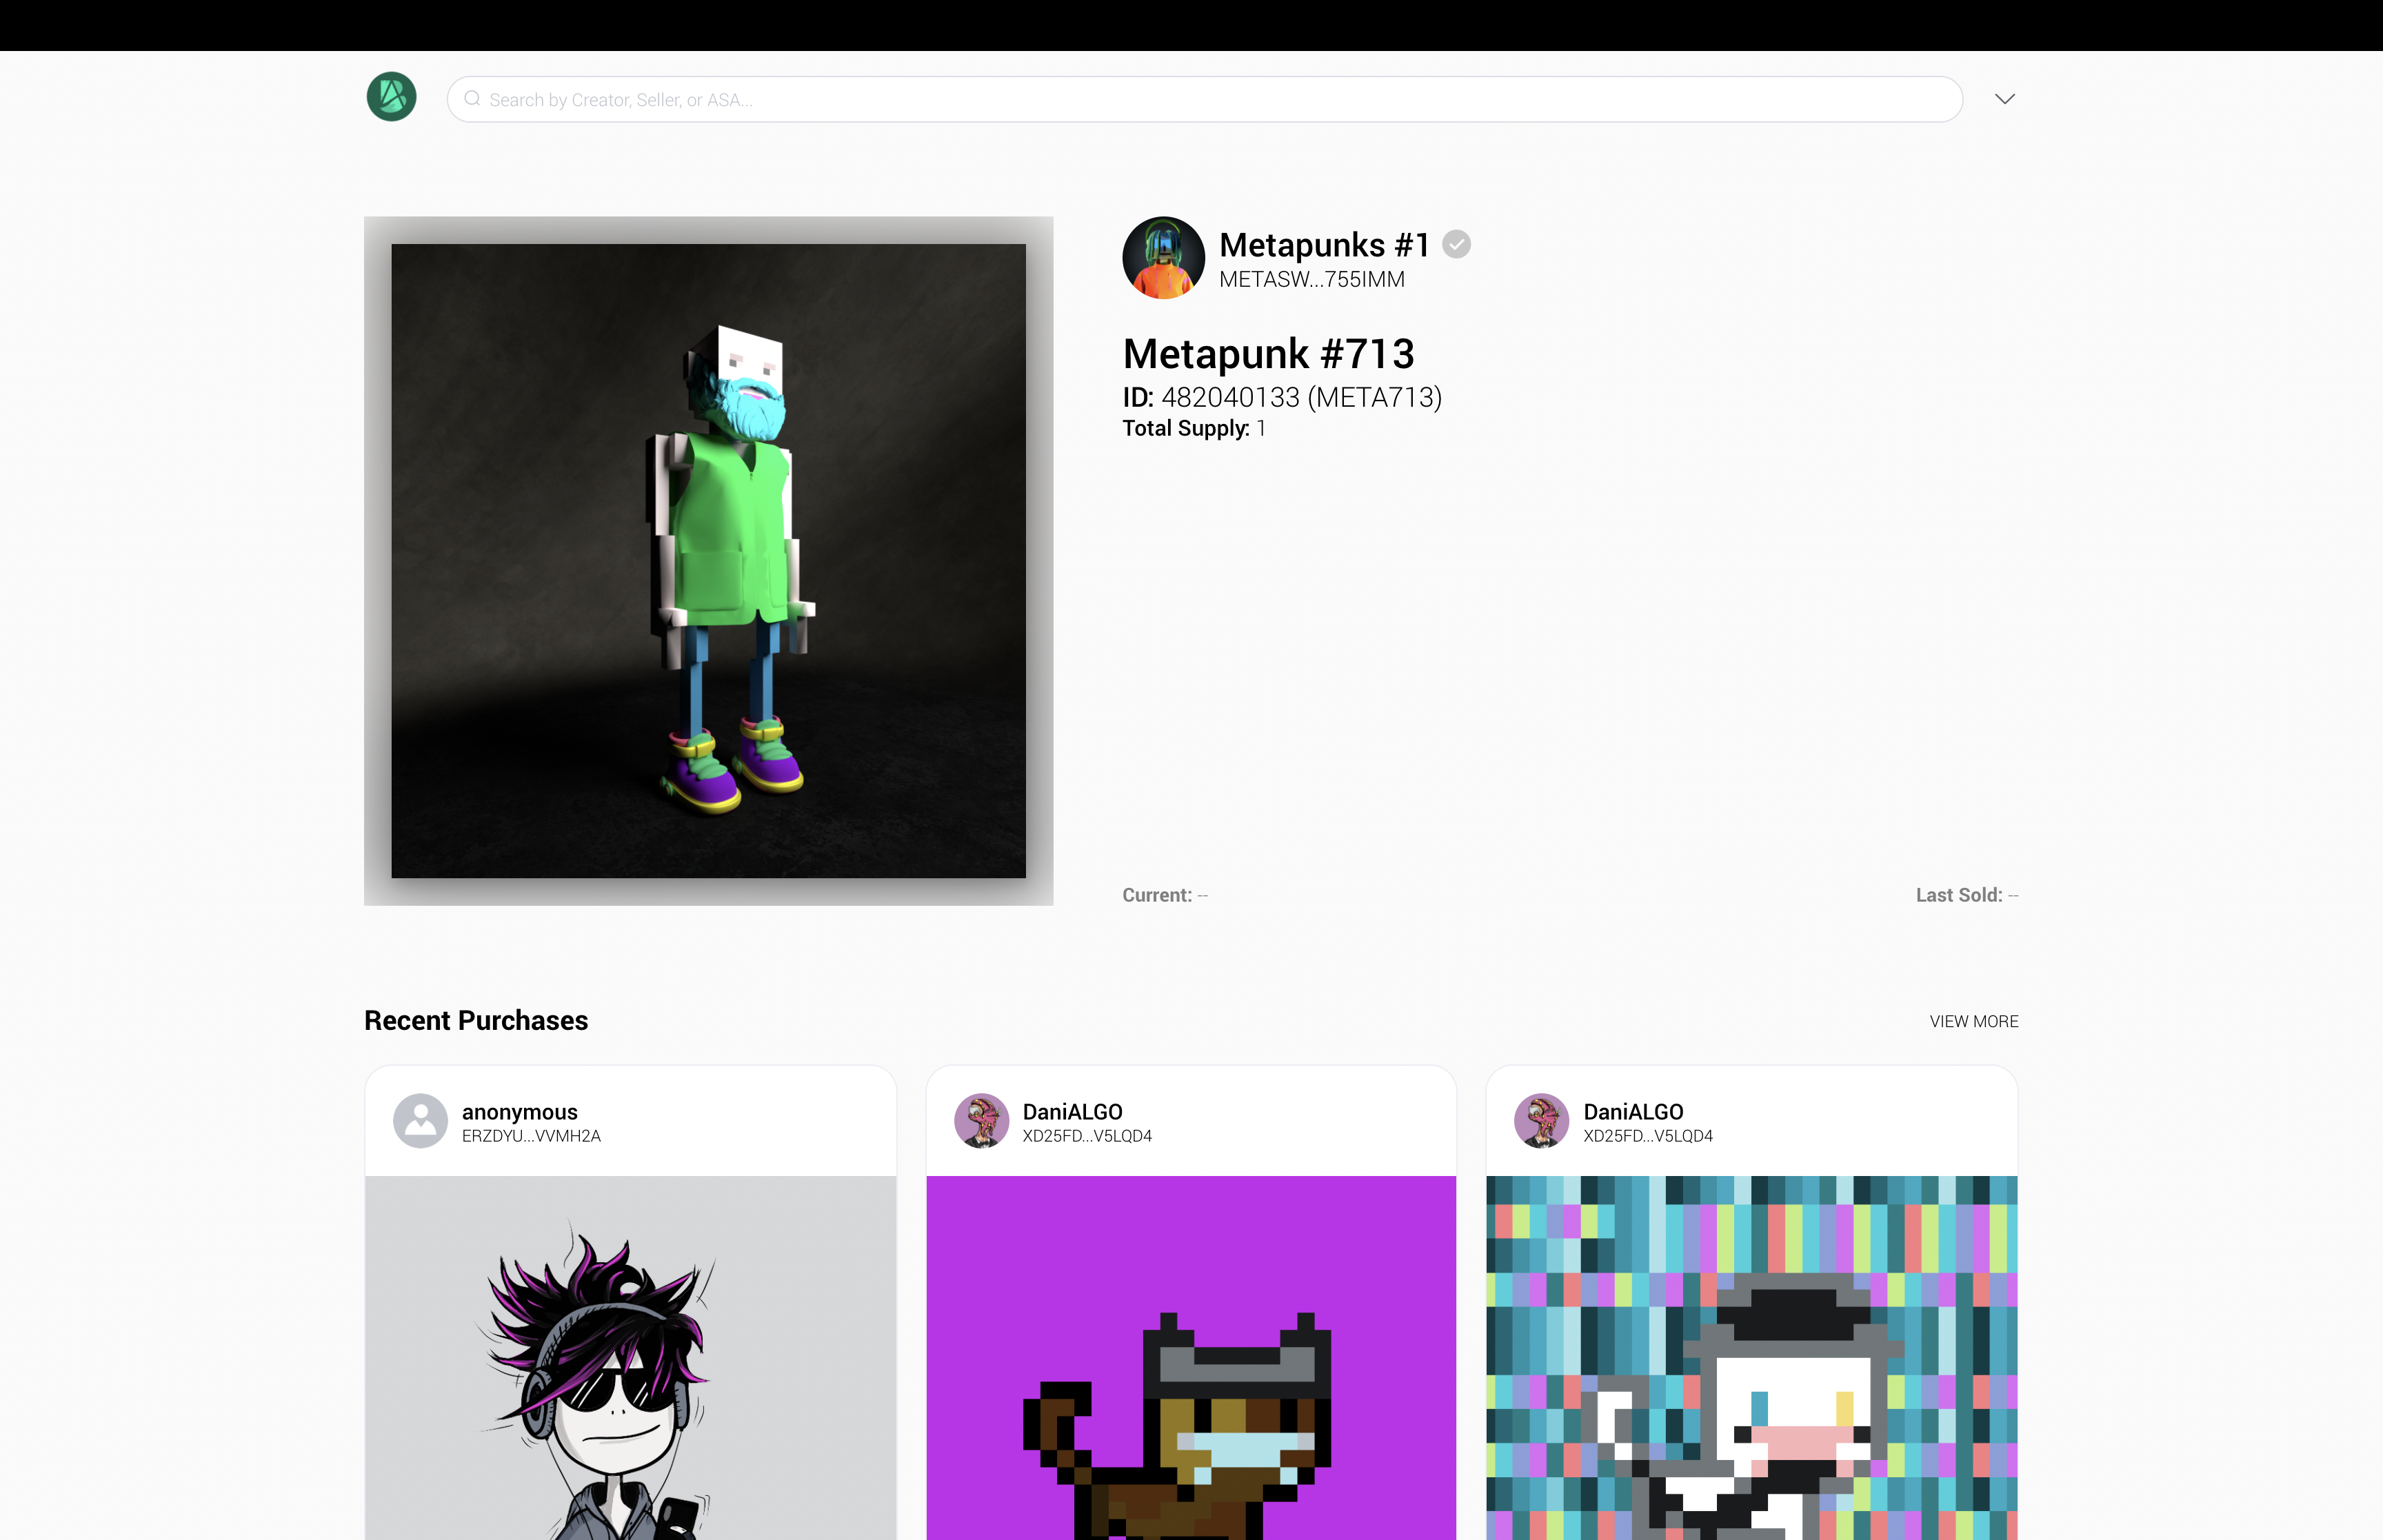 Search by Creator, Seller, or ASA...
Metapunks #1
METASW...755IMM
Metapunk #713
ID: 482040133 (META713)
Total Supply: 1
Current: --
Last Sold: --
Recent Purchases
VIEW MORE
anonymous
ERZDYU...VVMH2A
DaniALGO
XD25FD...V5LQD4
DaniALGO
XD25FD...V5LQD4